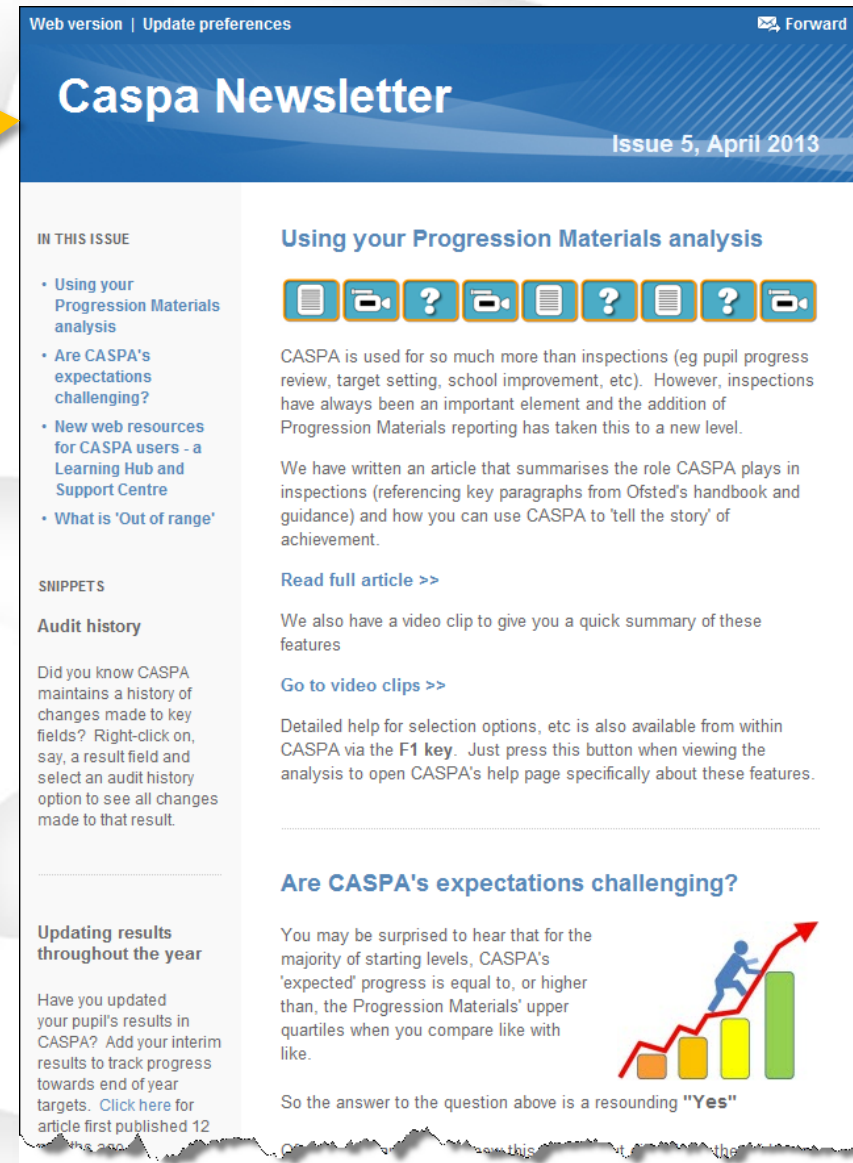 Web version | Update preferences
Forward
Caspa Newsletter
Issue 5, April 2013
IN THIS ISSUE
• Using your
Progression Materials
analysis
• Are CASPA's
expectations
challenging?
• New web resources
for CASPA users - a
Learning Hub and
Support Centre
• What is 'Out of range'
SNIPPETS
Audit history
Did you know CASPA
maintains a history of
changes made to key
fields? Right-click on,
say, a result field and
select an audit history
option to see all changes
made to that result.
Updating results
throughout the year
Have you updated
your pupil's results in
CASPA? Add your interim
results to track progress
towards end of year
targets. Click here for
article first published 12
Using your Progression Materials analysis
? ? ?
CASPA is used for so much more than inspections (eg pupil progress
review, target setting, school improvement, etc). However, inspections
have always been an important element and the addition of
Progression Materials reporting has taken this to a new level.
We have written an article that summarises the role CASPA plays in
inspections (referencing key paragraphs from Ofsted's handbook and
guidance) and how you can use CASPA to 'tell the story' of
achievement.
Read full article >>
We also have a video clip to give you a quick summary of these
features
Go to video clips >>
Detailed help for selection options, etc is also available from within
CASPA via the F1 key. Just press this button when viewing the
analysis to open CASPA's help page specifically about these features.
Are CASPA's expectations challenging?
You may be surprised to hear that for the
majority of starting levels, CASPA's
'expected' progress is equal to, or higher
than, the Progression Materials' upper
quartiles when you compare like with
like.
So the answer to the question above is a resounding "Yes"